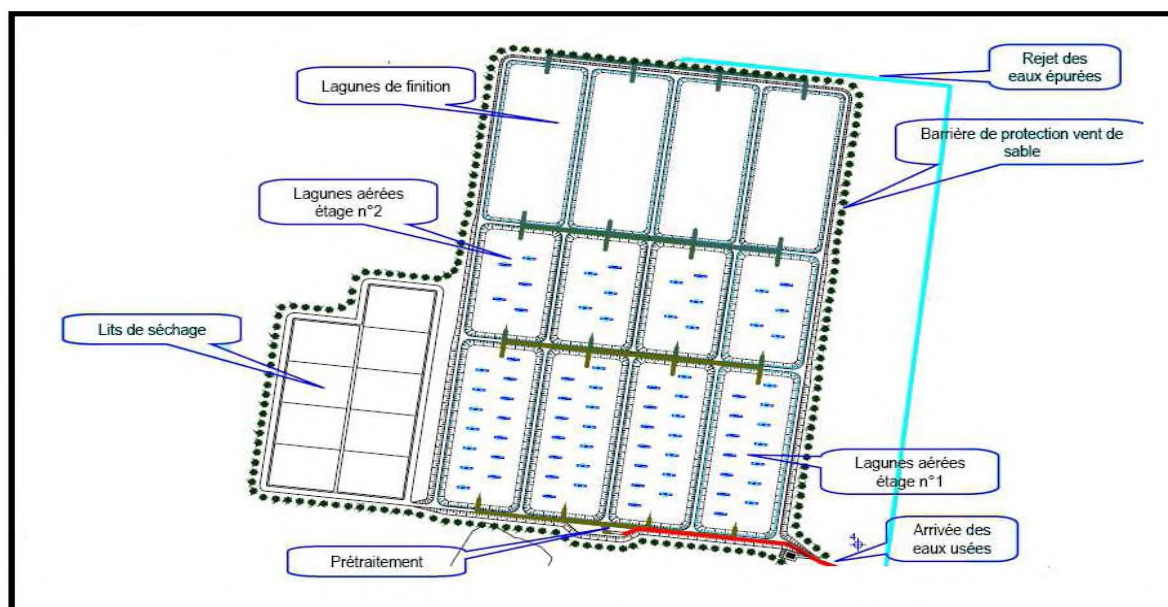 Lagunes de finition
Rejet des
eaux épurées
Barrière de protection vent de
sable
Lagunes aérées
étage n°2
Lits de séchage
Lagunes aérées
étage n°1
Arrivée des
eaux usées
Prétraitement
4